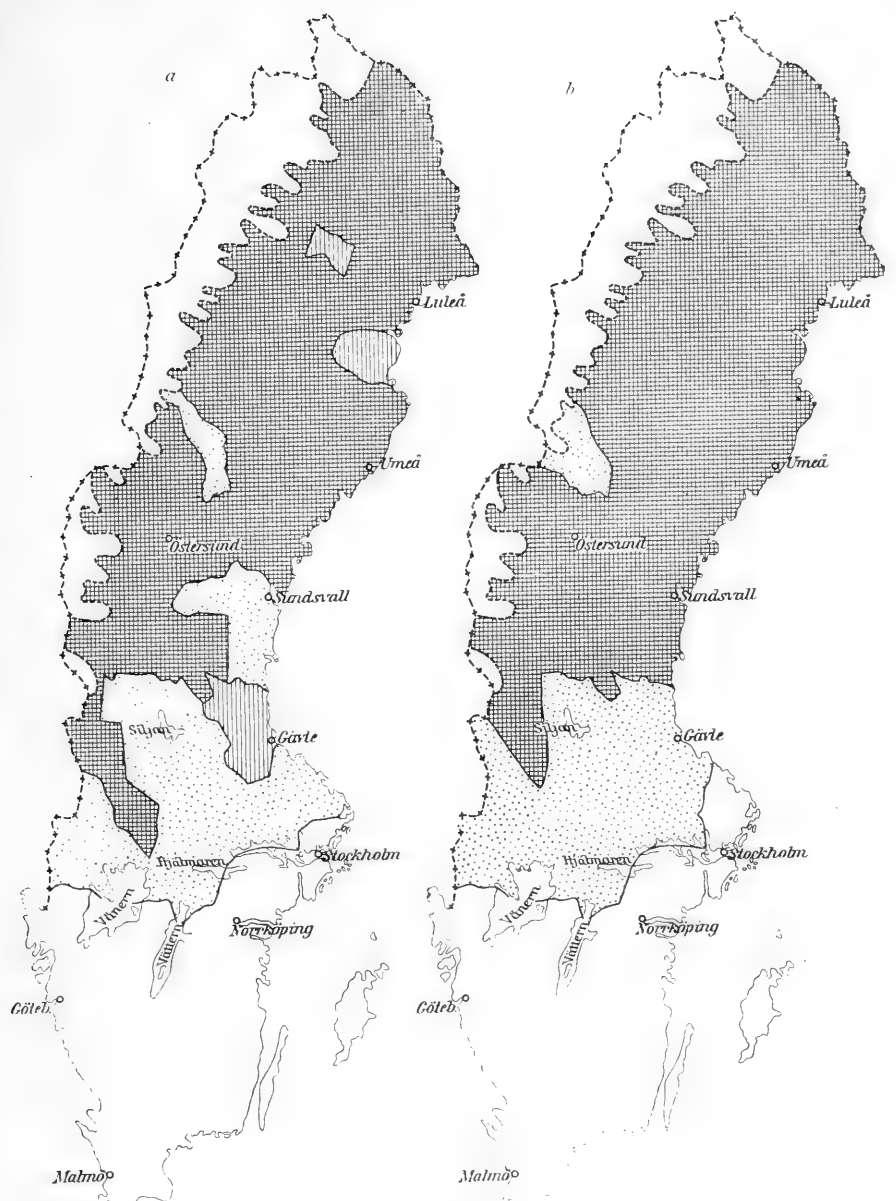 a
Luleå
Umeå
Östersund
Sundsvall
Siljan
Gävle
Hjälmaren
Stockholm
Vänern
Norrköping
Vättern
Göteb.
Malmö
b
Luleå
Umeå
Östersund
Sundsvall
Siljan
Gävle
Hjälmaren
Stockholm
Vänern
Norrköping
Vättern
Göteb.
Malmö